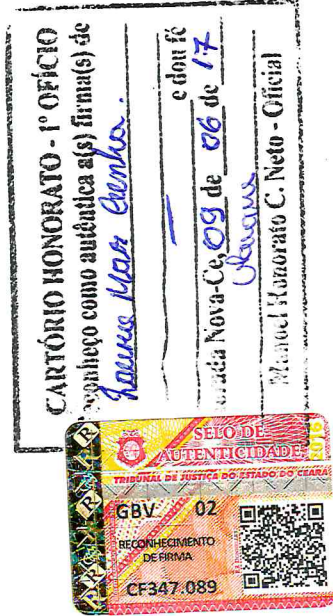 CARTÓRIO HONORATO - 1º OFÍCIO
conheço como autêntica a(s) firma(s) de
e dou fé
orada Nova-Ce, 09 de 06 de 17
Manoel Honorato C. Neto - Oficial
SELO DE
AUTENTICIDADE
2016
TRIBUNAL DE JUSTIÇA DO ESTADO DO CEARÁ
GBV 02
RECONHECIMENTO
DE FIRMA
CF347.089